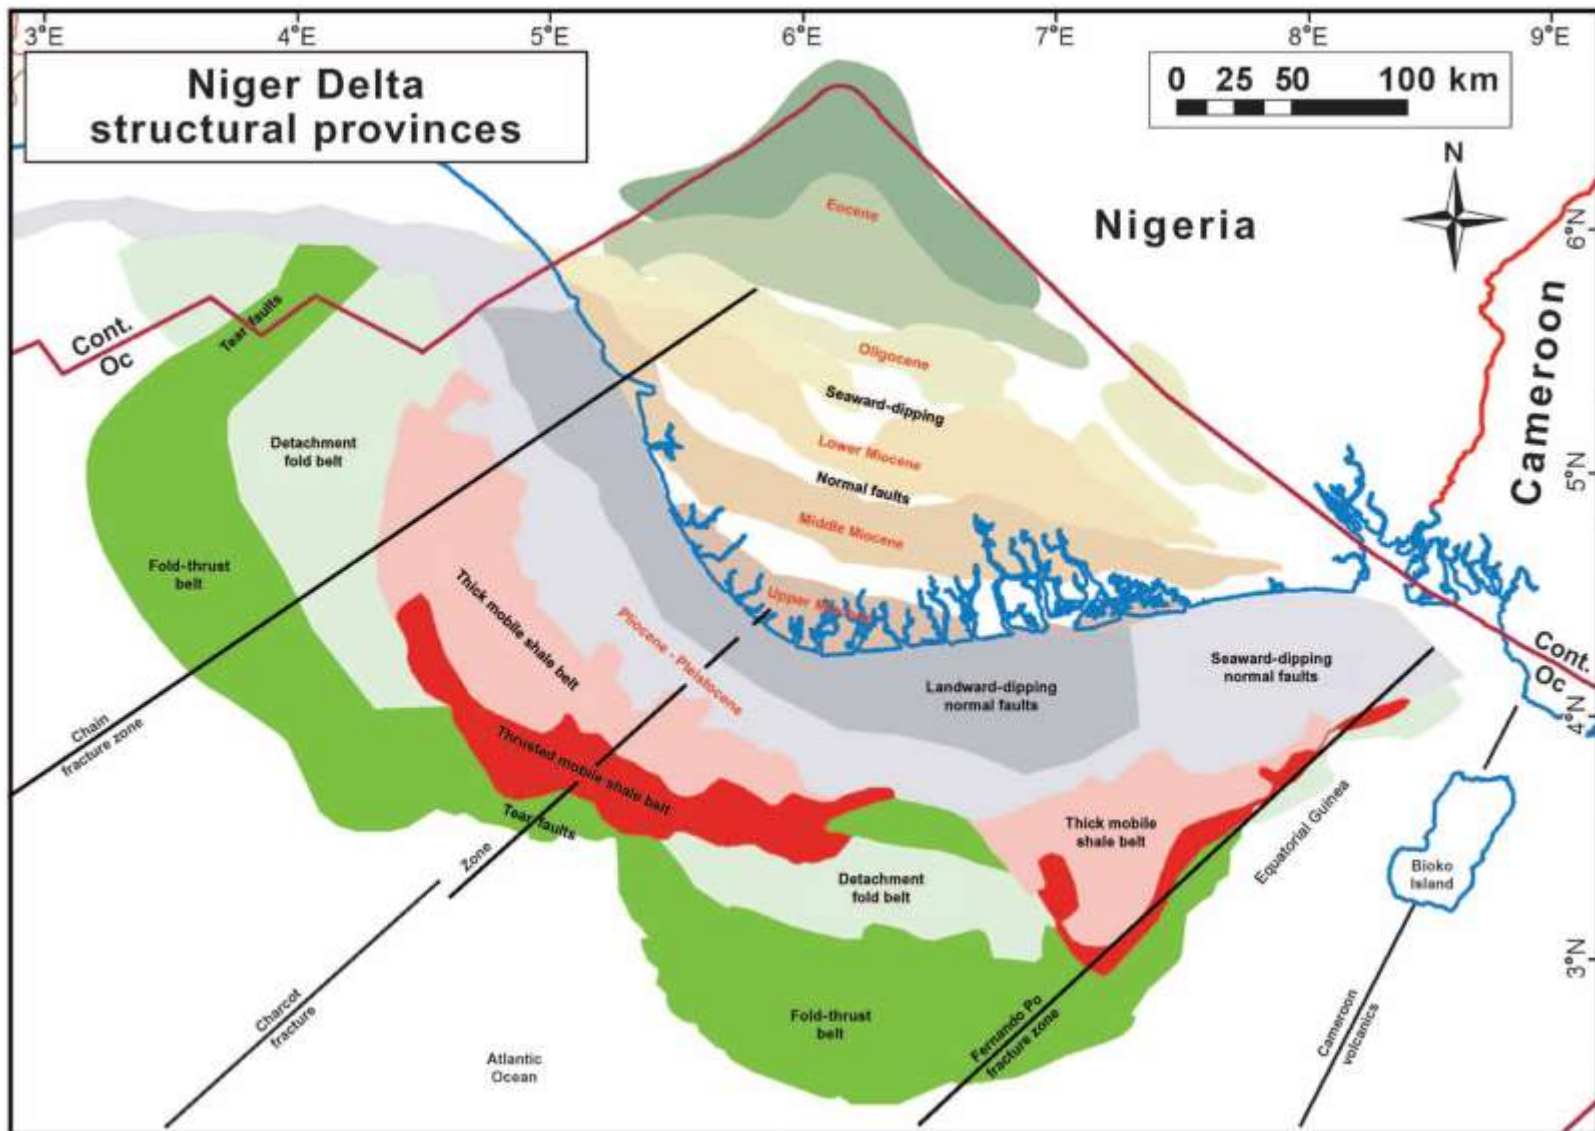 3°E
4°E
5°E
6°E
7°E
8°E
9°E
Niger Delta
structural provinces
0 25 50 100 km
N
Nigeria
6°N
Cameroon
5°N
4°N
3°N
Eocene
Cont.
Oc
Tear faults
Oligocene
Seaward-dipping
Lower Miocene
Normal faults
Middle Miocene
Detachment
fold belt
Fold-thrust
belt
Thick mobile shale belt
Upper
Pliocene - Pleistocene
Seaward-dipping
normal faults
Cont.
Oc
Landward-dipping
normal faults
Chain
fracture zone
Thrusted mobile shale belt
Tear faults
Zone
Thick mobile
shale belt
Equatorial Guinea
Bioko
Island
Detachment
fold belt
Charcot
fracture
Fold-thrust
belt
Fernando Po
fracture zone
Cameroon
volcanics
Atlantic
Ocean